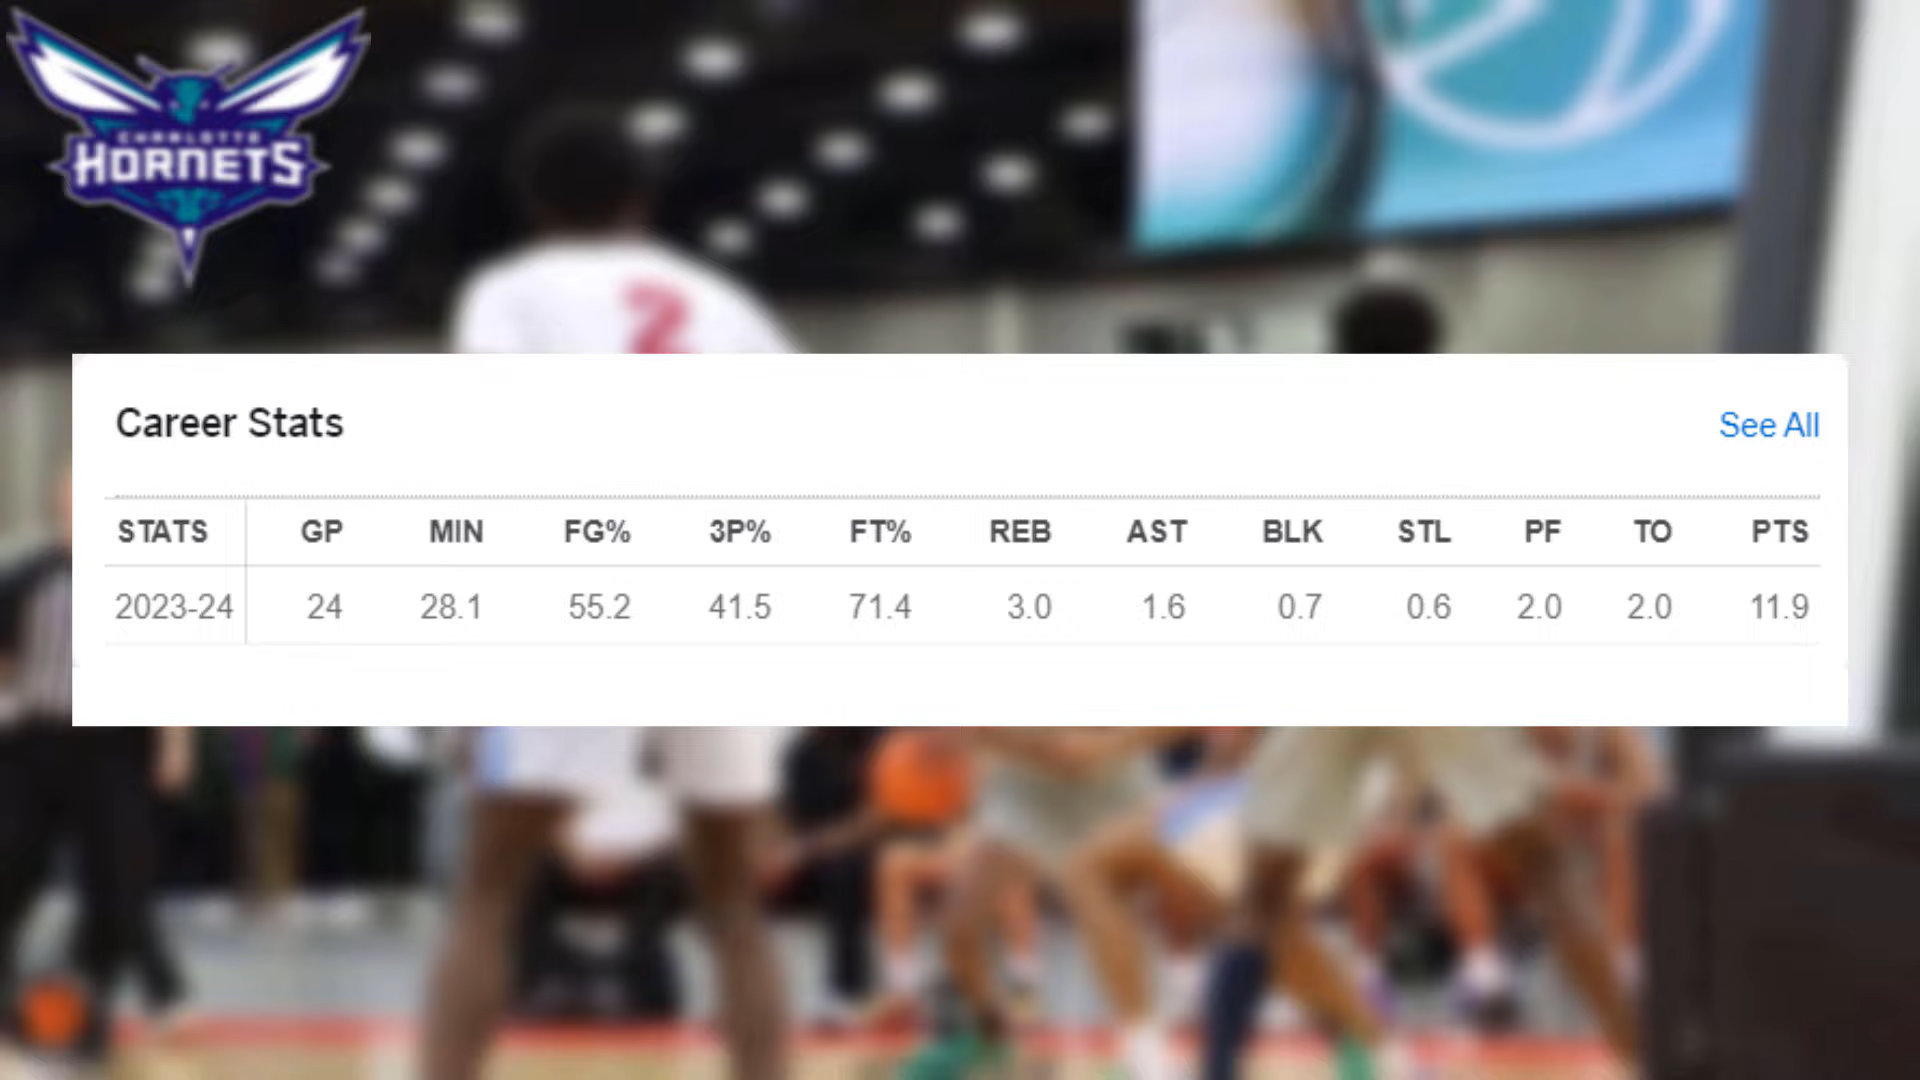 CHARLOTTE
HORNETS
2
Career Stats See All
STATS GP MIN FG% 3P% FT% REB AST BLK STL PF TO PTS
2023-24 24 28.1 55.2 41.5 71.4 3.0 1.6 0.7 0.6 2.0 2.0 11.9